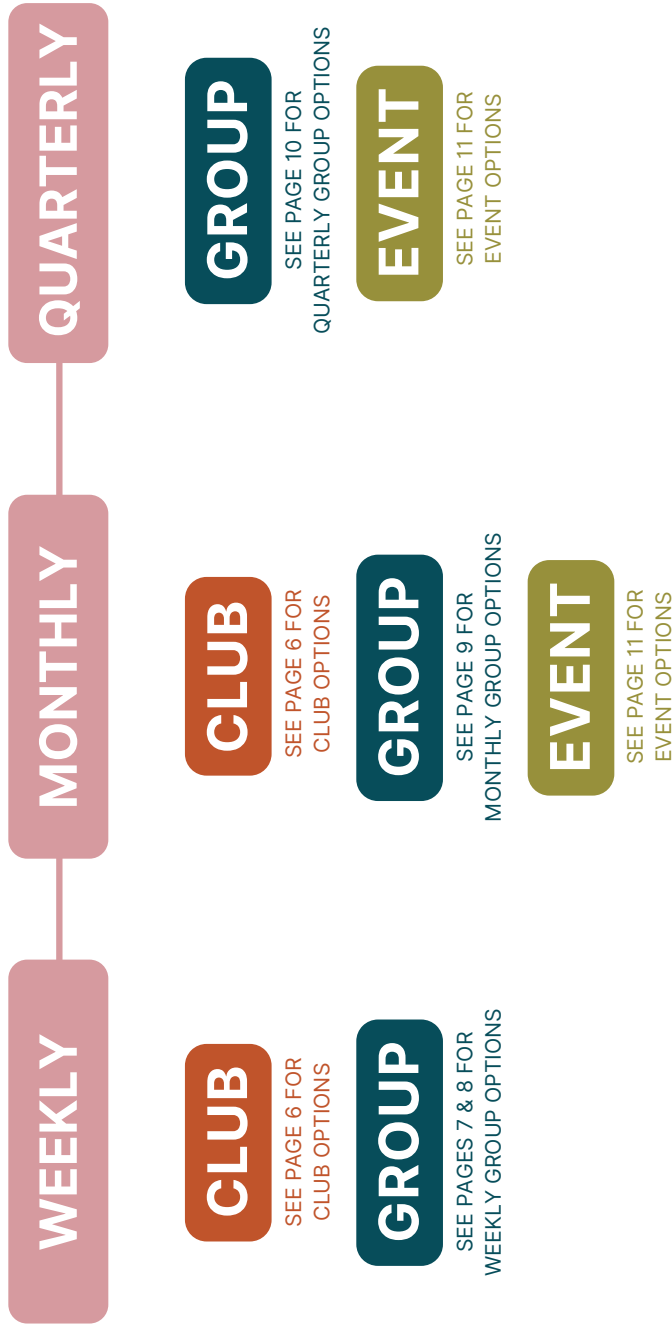 WEEKLY
CLUB
SEE PAGE 6 FOR
CLUB OPTIONS
GROUP
SEE PAGES 7 & 8 FOR
WEEKLY GROUP OPTIONS
MONTHLY
CLUB
SEE PAGE 6 FOR
CLUB OPTIONS
GROUP
SEE PAGE 9 FOR
MONTHLY GROUP OPTIONS
EVENT
SEE PAGE 11 FOR
EVENT OPTIONS
QUARTERLY
GROUP
SEE PAGE 10 FOR
QUARTERLY GROUP OPTIONS
EVENT
SEE PAGE 11 FOR
EVENT OPTIONS